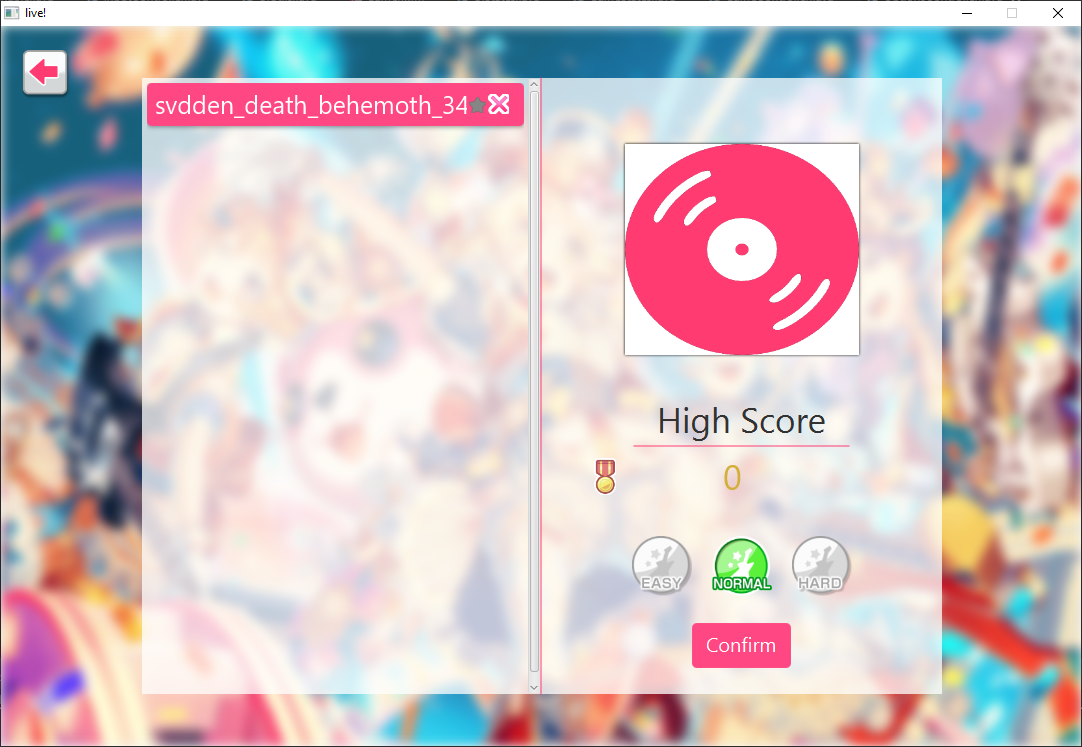 live!
svdden_death_behemoth_34
High Score
0
EASY
NORMAL
HARD
Confirm